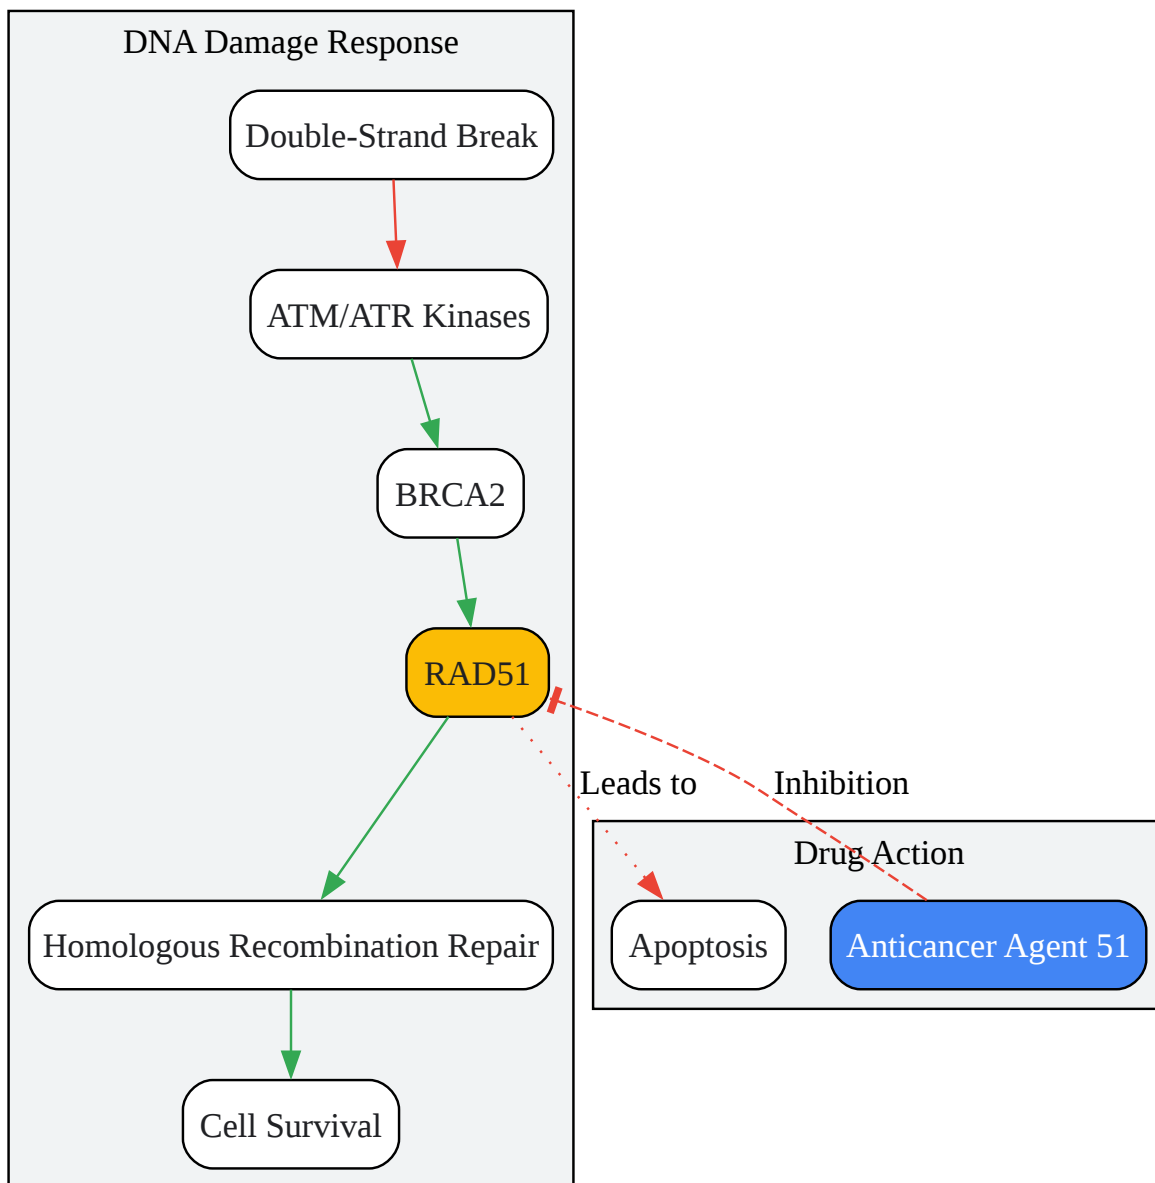 DNA Damage Response
Double-Strand Break
ATM/ATR Kinases
BRCA2
RAD51
Leads to
Inhibition
Drug Action
Homologous Recombination Repair
Apoptosis
Anticancer Agent 51
Cell Survival